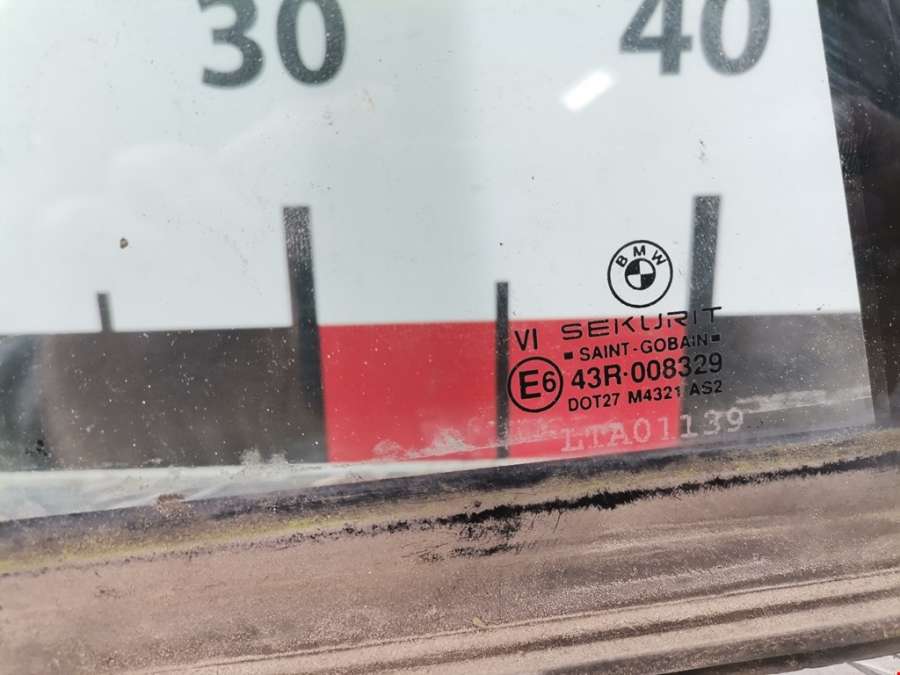 30 40
BMW
VI SEKURIT
SAINT-GOBAIN
E6 43R·008329
DOT27 M4321 AS2
LTA01139